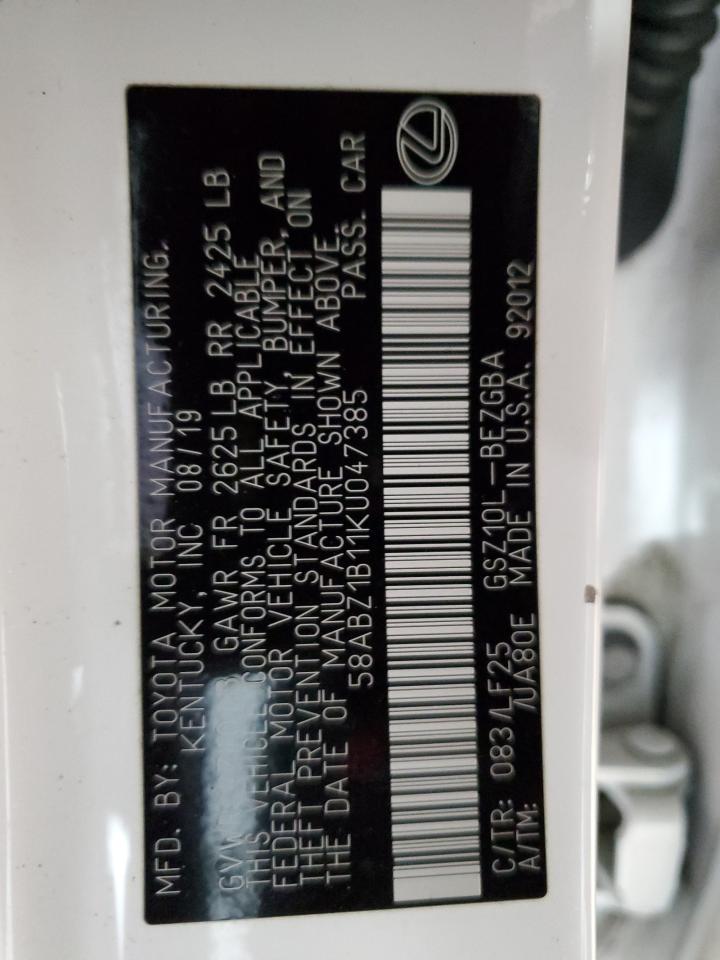 MFD. BY: TOYOTA MOTOR MANUFACTURING,
KENTUCKY, INC 08/19
GAWR FR 2625 LB RR 2425 LB
THIS VEHICLE CONFORMS TO ALL APPLICABLE
FEDERAL MOTOR VEHICLE SAFETY, BUMPER, AND
THEFT PREVENTION STANDARDS IN EFFECT ON
THE DATE OF MANUFACTURE SHOWN ABOVE.
58ABZ1B11KU047385 PASS. CAR
C/TR: 083/LF25 GSZ10L-BEZGBA
A/TM: /UA80E MADE IN U.S.A. 92012